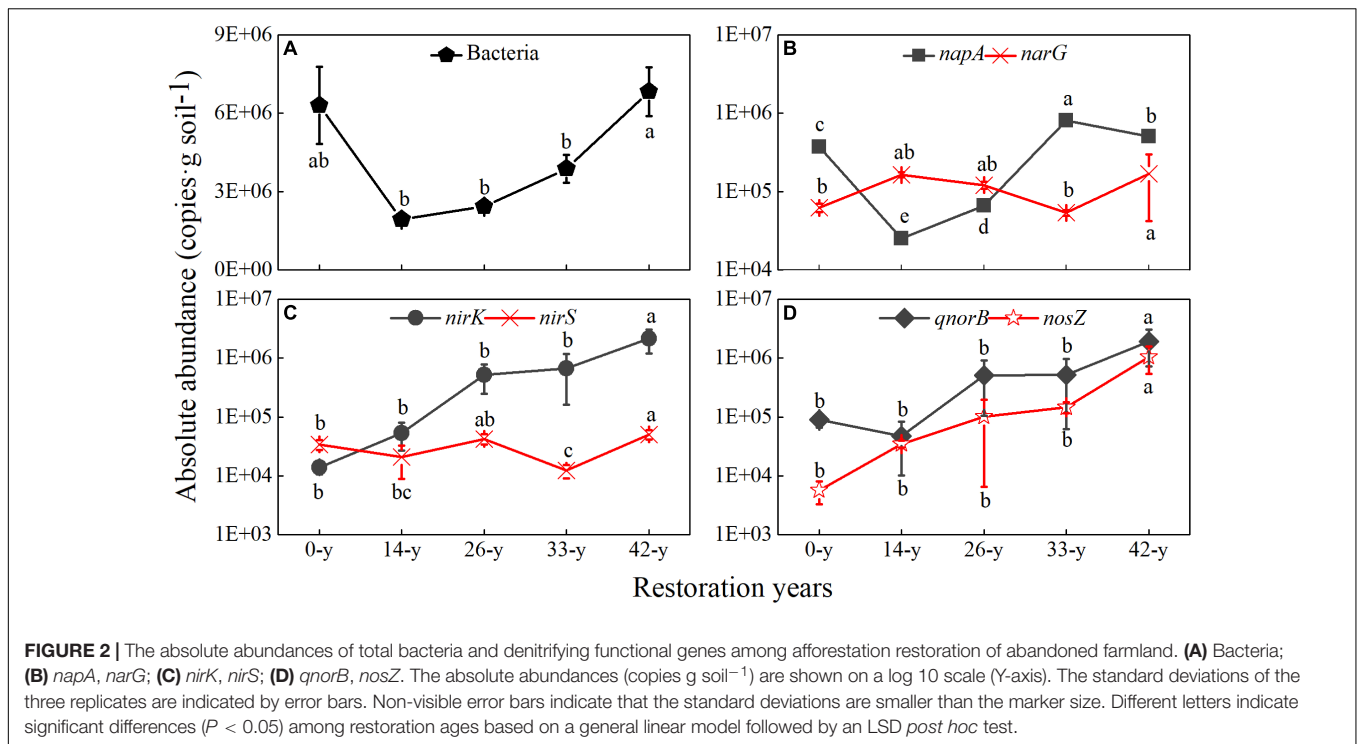 Absolute abundance (copies·g soil-1)
A
Bacteria
9E+06
6E+06
3E+06
0E+00
ab
b
b
b
a
B
napA
narG
1E+07
1E+06
1E+05
1E+04
c
b
ab
e
ab
d
a
b
b
a
C
nirK
nirS
1E+07
1E+06
1E+05
1E+04
1E+03
b
b
b
bc
b
ab
b
c
a
a
0-y
14-y
26-y
33-y
42-y
D
qnorB
nosZ
1E+07
1E+06
1E+05
1E+04
1E+03
b
b
b
b
b
b
b
b
a
a
0-y
14-y
26-y
33-y
42-y
Restoration years
FIGURE 2 | The absolute abundances of total bacteria and denitrifying functional genes among afforestation restoration of abandoned farmland. (A) Bacteria;
(B) napA, narG; (C) nirK, nirS; (D) qnorB, nosZ. The absolute abundances (copies g soil−1) are shown on a log 10 scale (Y-axis). The standard deviations of the
three replicates are indicated by error bars. Non-visible error bars indicate that the standard deviations are smaller than the marker size. Different letters indicate
significant differences (P < 0.05) among restoration ages based on a general linear model followed by an LSD post hoc test.